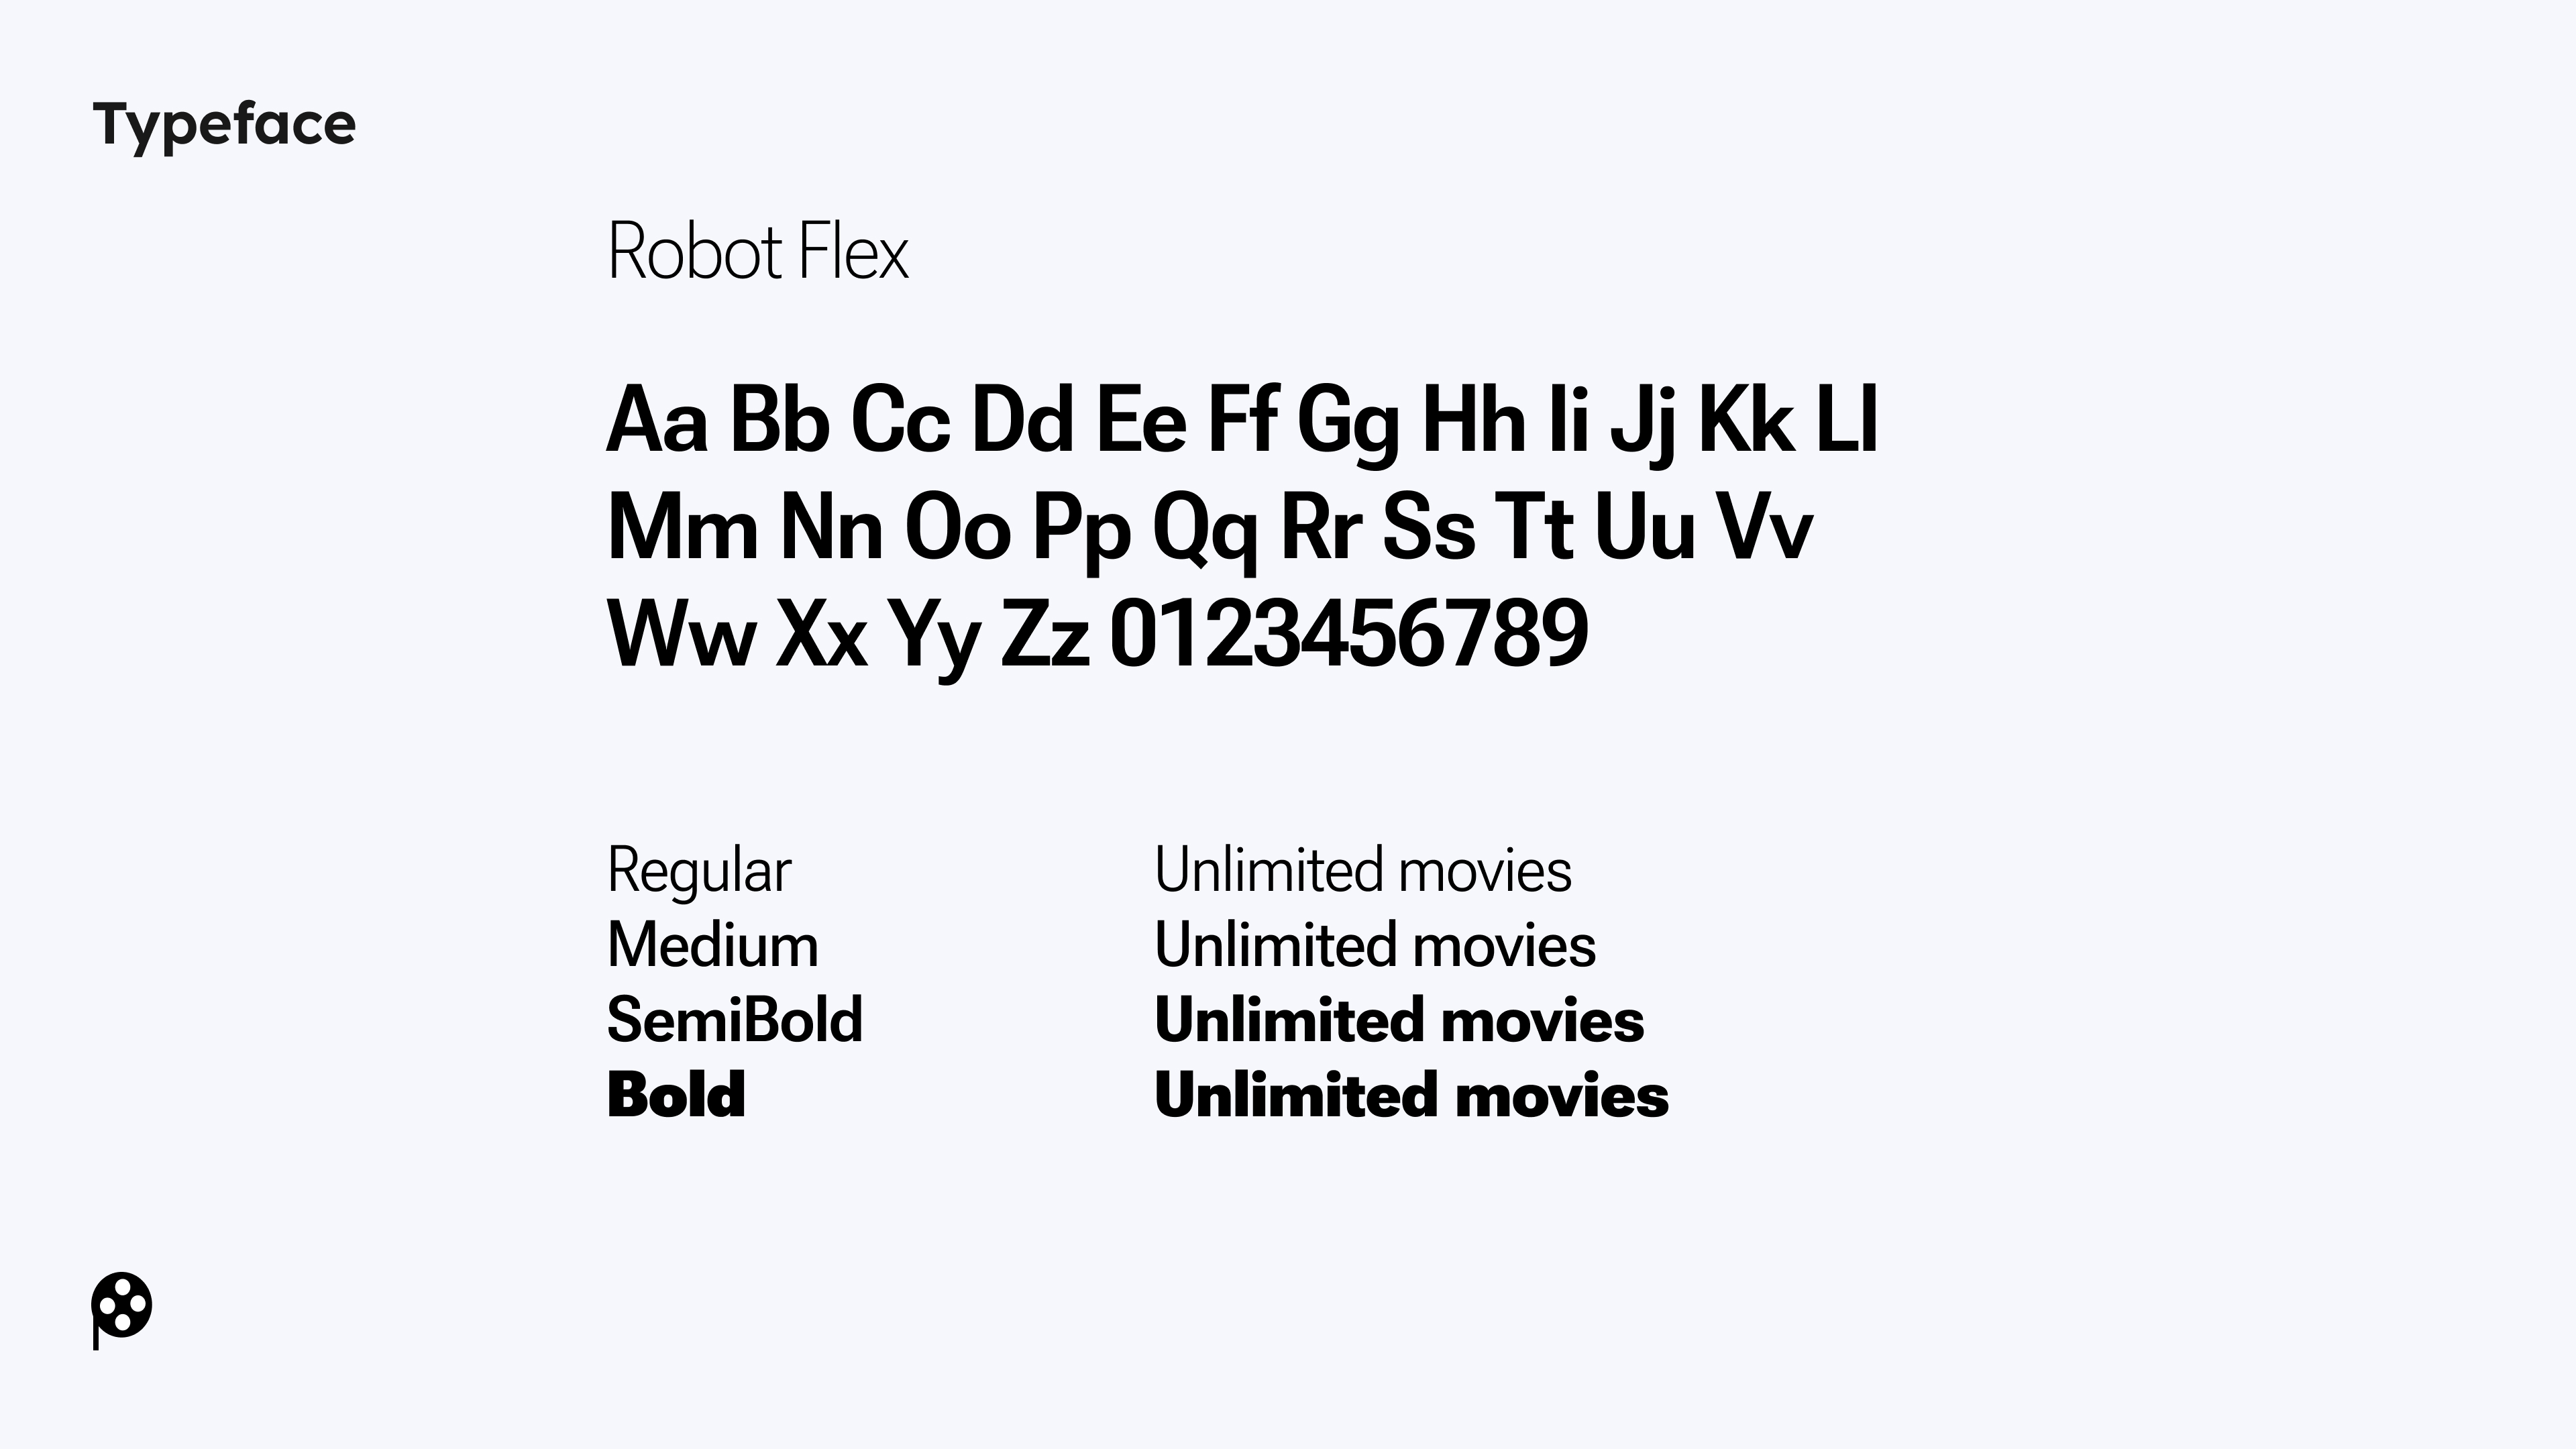 Typeface
Robot Flex
Aa Bb Cc Dd Ee Ff Gg Hh Ii Jj Kk Ll
Mm Nn Oo Pp Qq Rr Ss Tt Uu Vv
Ww Xx Yy Zz 0123456789
Regular Unlimited movies
Medium Unlimited movies
SemiBold Unlimited movies
Bold Unlimited movies